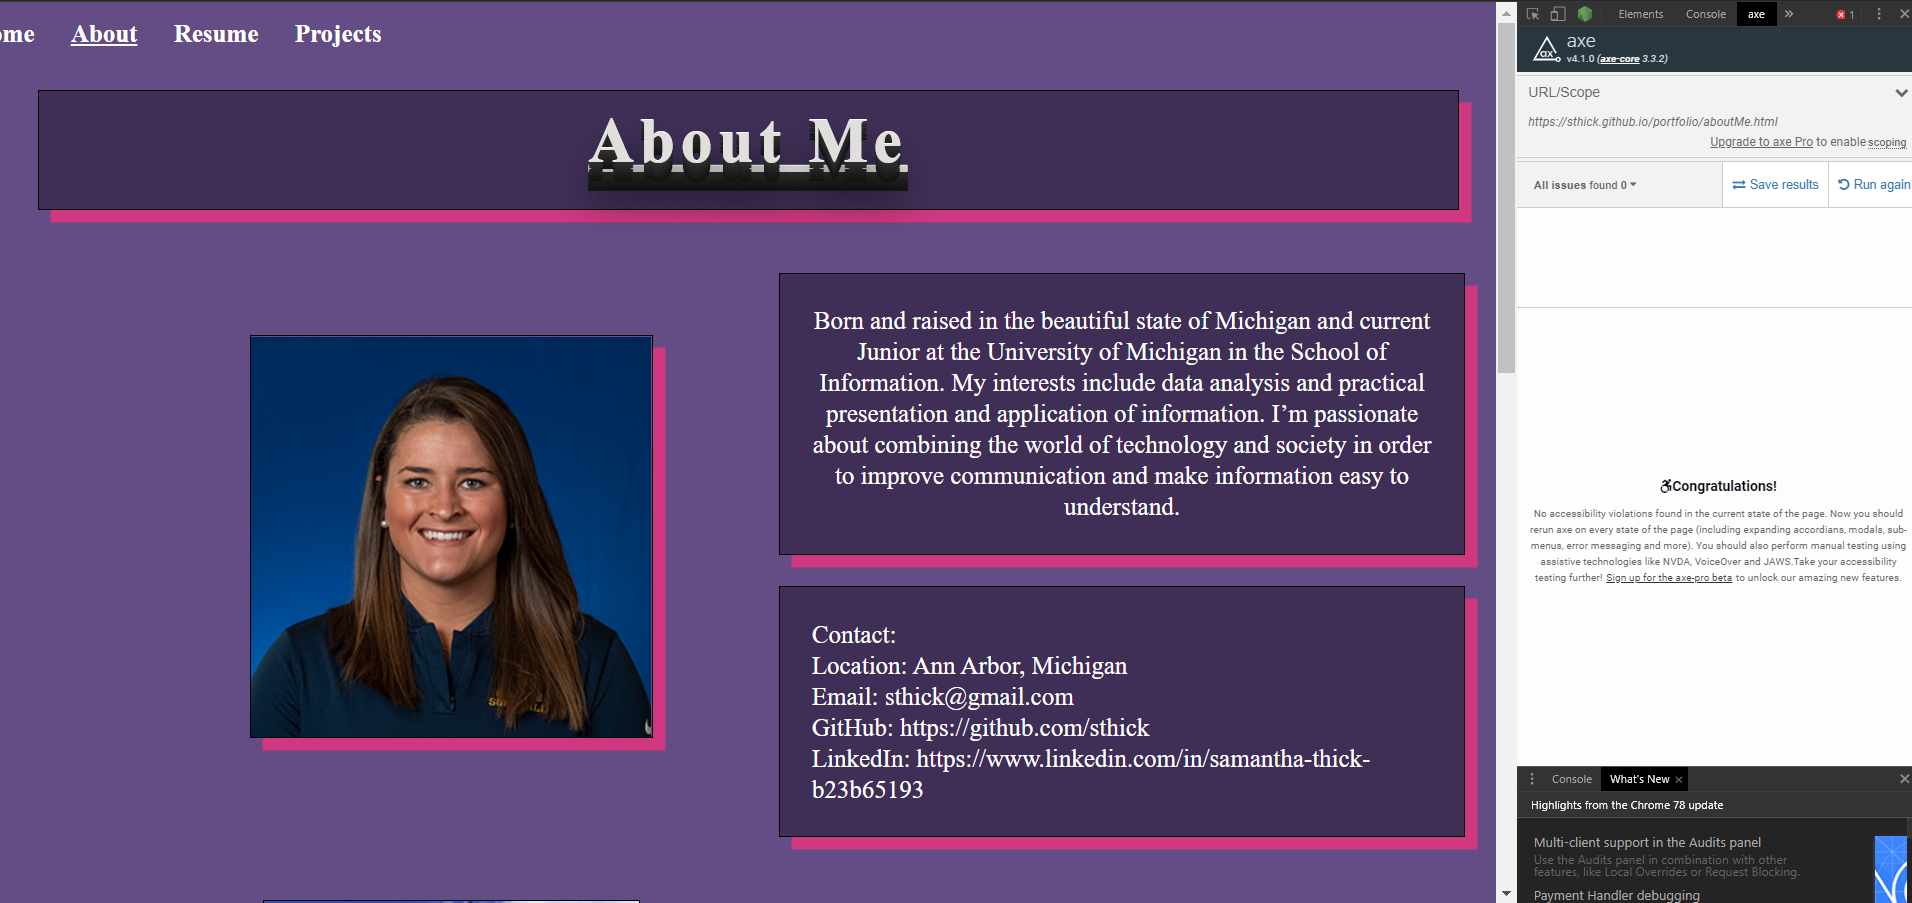 ome About Resume Projects
About Me
Born and raised in the beautiful state of Michigan and current
Junior at the University of Michigan in the School of
Information. My interests include data analysis and practical
presentation and application of information. I’m passionate
about combining the world of technology and society in order
to improve communication and make information easy to
understand.
Contact:
Location: Ann Arbor, Michigan
Email: sthick@gmail.com
GitHub: https://github.com/sthick
LinkedIn: https://www.linkedin.com/in/samantha-thick-
b23b65193
Elements Console axe » 1
axe
v4.1.0 (axe-core 3.3.2)
URL/Scope
https://sthick.github.io/portfolio/aboutMe.html
Upgrade to axe Pro to enable scoping
All issues found 0 Save results Run again
Congratulations!
No accessibility violations found in the current state of the page. Now you should
rerun axe on every state of the page (including expanding accordians, modals, sub-
menus, error messaging and more). You should also perform manual testing using
assistive technologies like NVDA, VoiceOver and JAWS.Take your accessibility
testing further! Sign up for the axe-pro beta to unlock our amazing new features.
Console What's New
Highlights from the Chrome 78 update
Multi-client support in the Audits panel
Use the Audits panel in combination with other
features, like Local Overrides or Request Blocking.
Payment Handler debugging